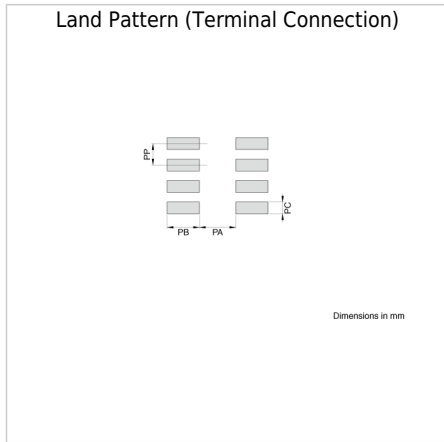 Land Pattern (Terminal Connection)
PP
PC
PB
PA
Dimensions in mm